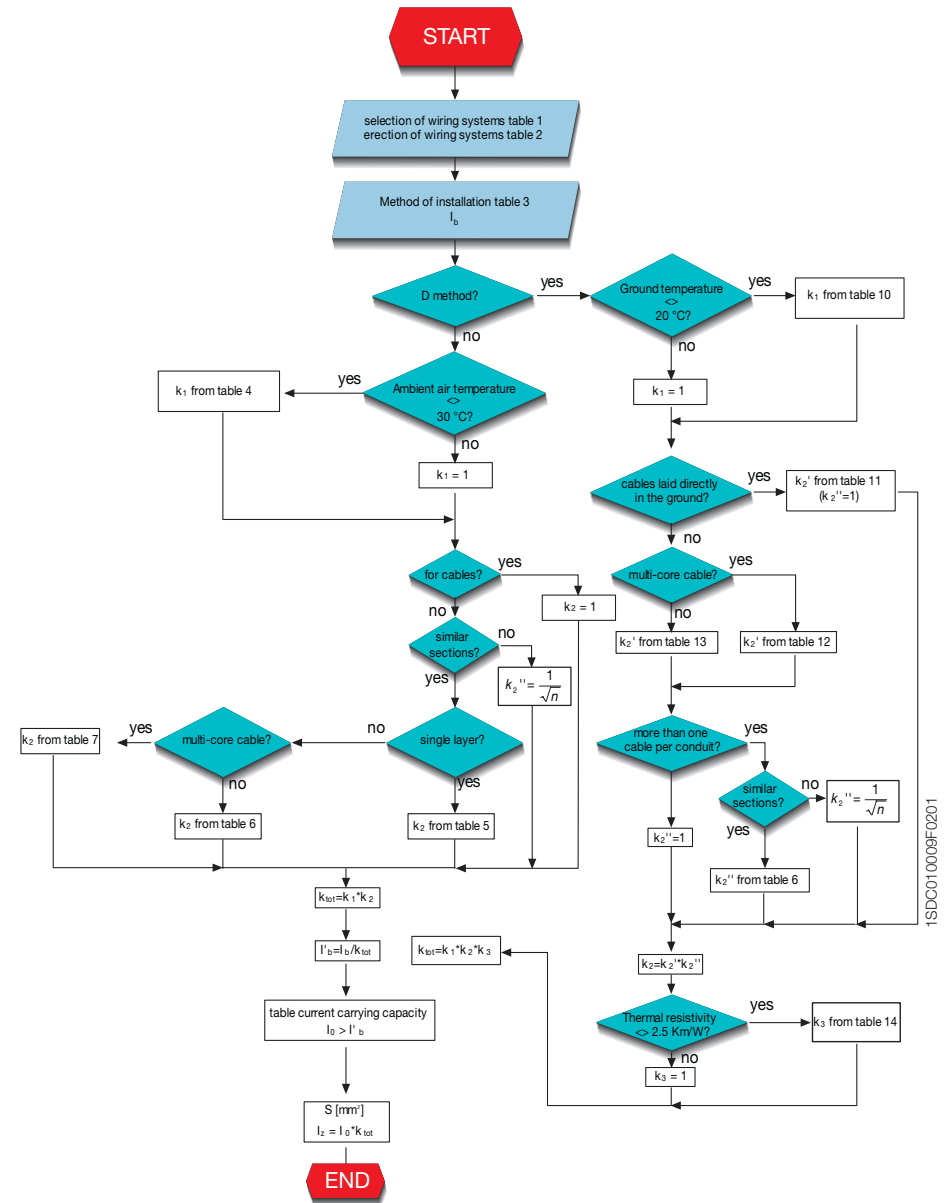 START
selection of wiring systems table 1
erection of wiring systems table 2
Method of installation table 3
Ib
D method?
yes
Ground temperature
<>
20 °C?
yes
k1 from table 10
no
no
k1 from table 4
yes
Ambient air temperature
<>
30 °C?
k1 = 1
no
k1 = 1
cables laid directly
in the ground?
yes
k2' from table 11
(k2''=1)
no
for cables?
yes
multi-core cable?
yes
k2 = 1
no
no
similar
sections?
no
k2' from table 13
k2' from table 12
yes
k2'' = 1/√n
k2 from table 7
yes
multi-core cable?
no
single layer?
more than one
cable per conduit?
yes
no
yes
similar
sections?
no
k2'' = 1/√n
k2 from table 6
k2 from table 5
k2''=1
yes
k2'' from table 6
ktot=k1*k2
I'b=Ib/ktot
ktot=k1*k2*k3
k2=k2'*k2''
table current carrying capacity
I0 > I'b
Thermal resistivity
<> 2.5 Km/W?
yes
k3 from table 14
no
k3 = 1
S [mm²]
Iz = I0*ktot
END
1SDC010009F0201